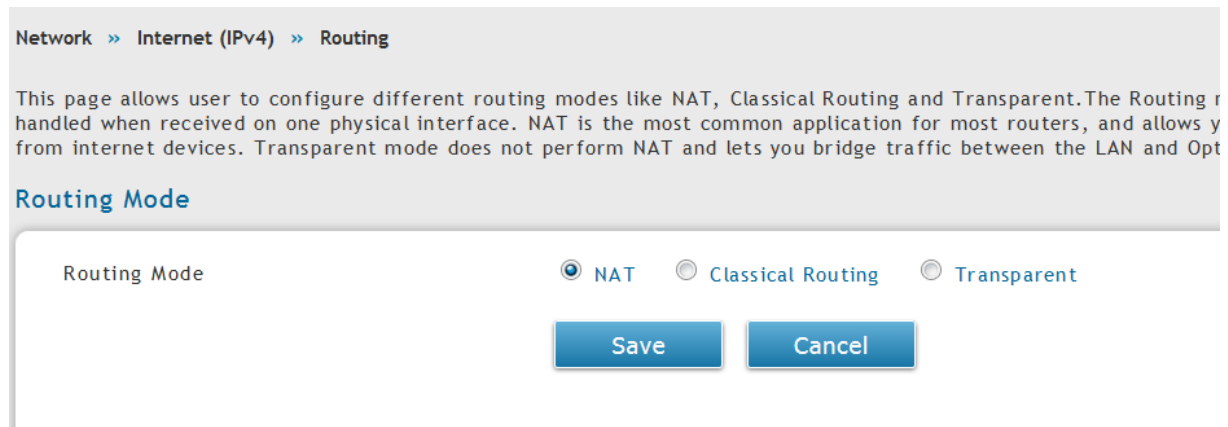 Network » Internet (IPv4) » Routing
This page allows user to configure different routing modes like NAT, Classical Routing and Transparent.The Routing
handled when received on one physical interface. NAT is the most common application for most routers, and allows
from internet devices. Transparent mode does not perform NAT and lets you bridge traffic between the LAN and
Routing Mode
Routing Mode
NAT Classical Routing Transparent
Save Cancel